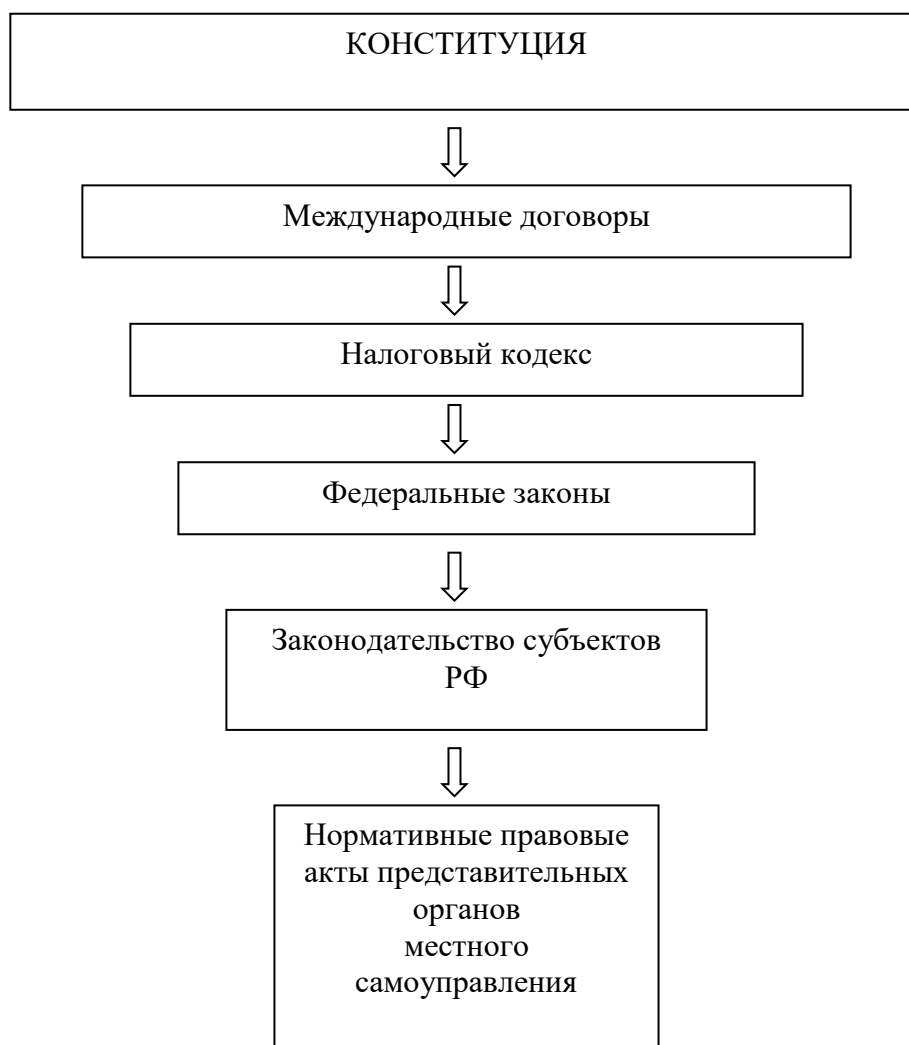 КОНСТИТУЦИЯ
Международные договоры
Налоговый кодекс
Федеральные законы
Законодательство субъектов
РФ
Нормативные правовые
акты представительных
органов
местного
самоуправления